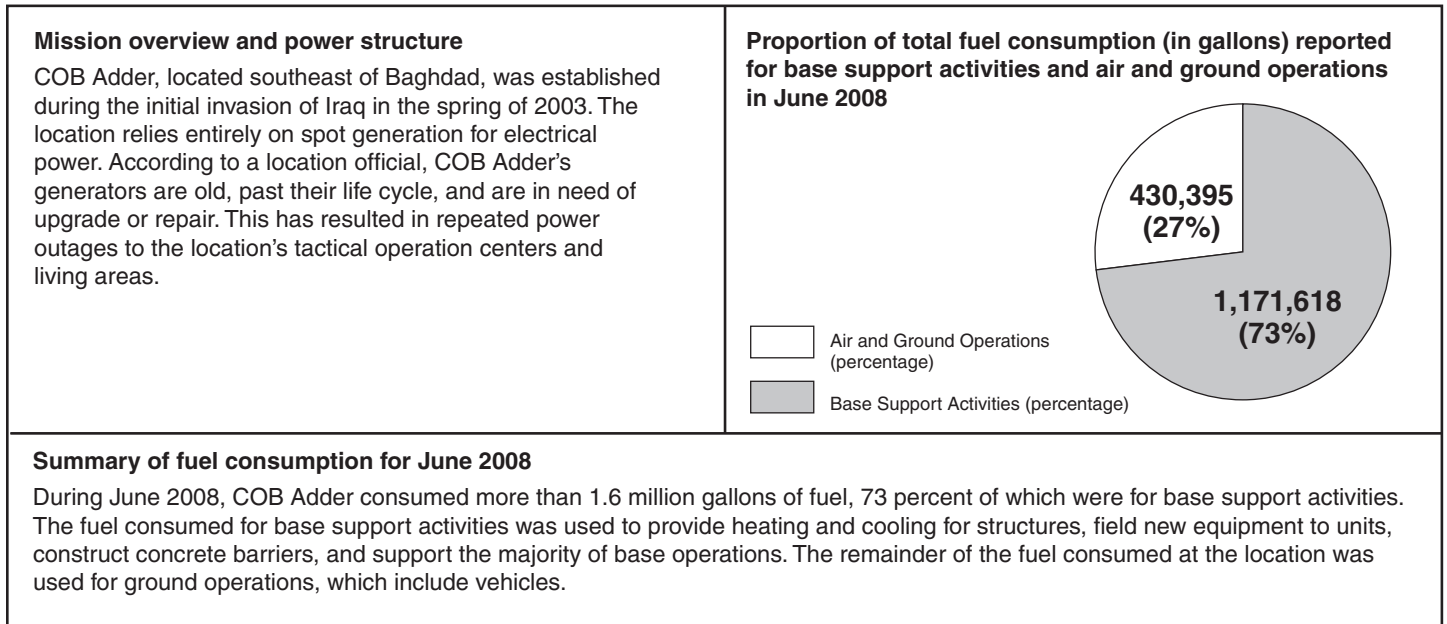 Mission overview and power structure
COB Adder, located southeast of Baghdad, was established
during the initial invasion of Iraq in the spring of 2003. The
location relies entirely on spot generation for electrical
power. According to a location official, COB Adder's
generators are old, past their life cycle, and are in need of
upgrade or repair. This has resulted in repeated power
outages to the location's tactical operation centers and
living areas.
Proportion of total fuel consumption (in gallons) reported
for base support activities and air and ground operations
in June 2008
430,395
(27%)
1,171,618
(73%)
Air and Ground Operations
(percentage)
Base Support Activities (percentage)
Summary of fuel consumption for June 2008
During June 2008, COB Adder consumed more than 1.6 million gallons of fuel, 73 percent of which were for base support activities.
The fuel consumed for base support activities was used to provide heating and cooling for structures, field new equipment to units,
construct concrete barriers, and support the majority of base operations. The remainder of the fuel consumed at the location was
used for ground operations, which include vehicles.